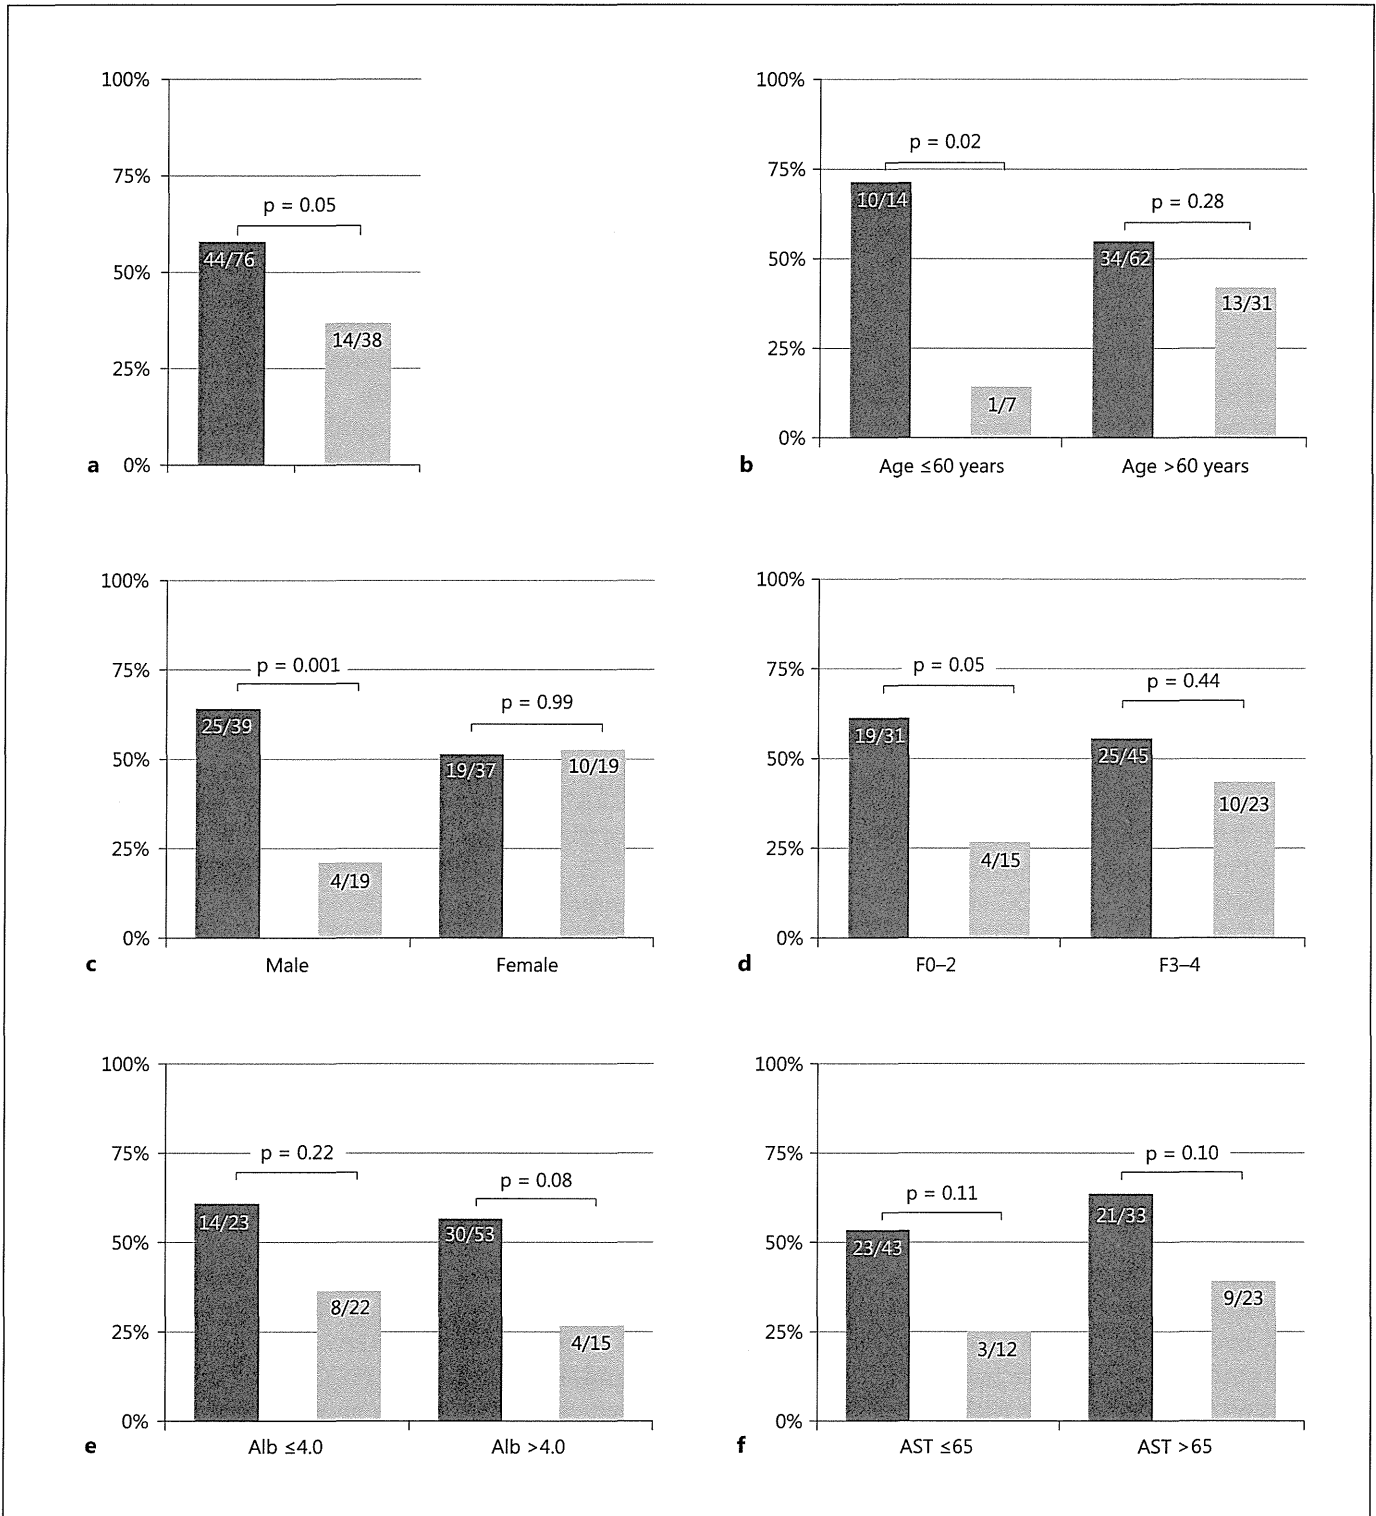 100%
75%
p = 0.05
44/76
50%
14/38
25%
a 0%
100%
p = 0.02
75%
10/14
p = 0.28
34/62
50%
13/31
25%
1/7
b 0%
Age ≤60 years Age >60 years
100%
75%
p = 0.001
25/39
p = 0.99
50%
19/37
10/19
25%
4/19
0%
c Male Female
100%
75%
p = 0.05
p = 0.44
19/31
25/45
50%
10/23
25%
4/15
0%
d F0–2 F3–4
100%
75%
p = 0.22
p = 0.08
14/23
30/53
50%
8/22
25%
4/15
0%
e Alb ≤4.0 Alb >4.0
100%
75%
p = 0.10
p = 0.11
21/33
50%
23/43
9/23
25%
3/12
0%
f AST ≤65 AST >65